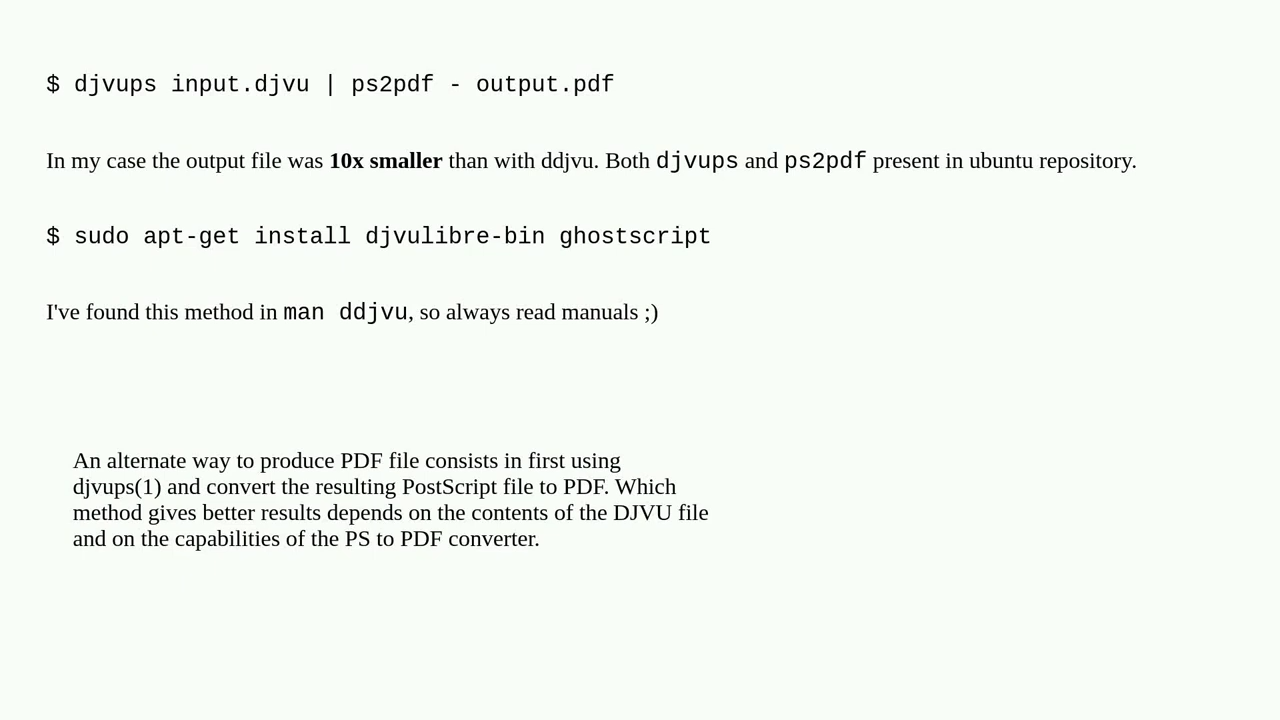 $ djvups input.djvu | ps2pdf - output.pdf
In my case the output file was 10x smaller than with ddjvu. Both djvups and ps2pdf present in ubuntu repository.
$ sudo apt-get install djvulibre-bin ghostscript
I've found this method in man ddjvu, so always read manuals ;)
An alternate way to produce PDF file consists in first using
djvups(1) and convert the resulting PostScript file to PDF. Which
method gives better results depends on the contents of the DJVU file
and on the capabilities of the PS to PDF converter.